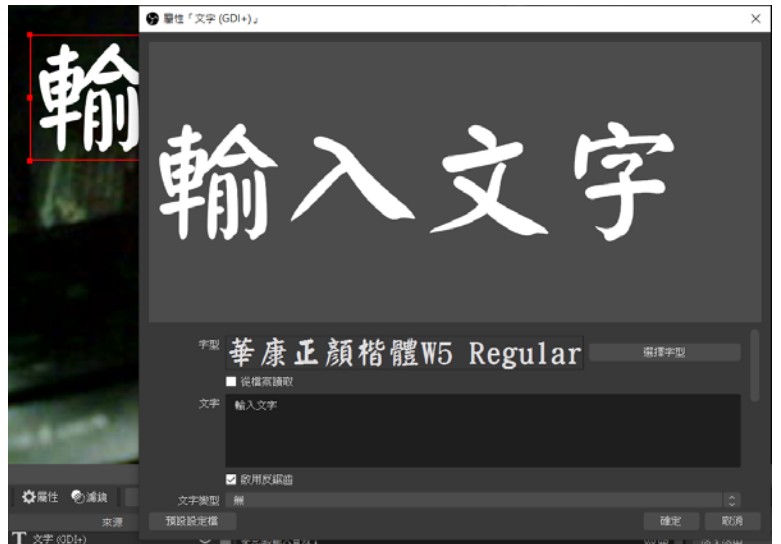 屬性「文字 (GDI+)」
輸
輸入文字
字型 華康正顏楷體W5 Regular 選擇字型
從檔案讀取
文字 輸入文字
啟用反鋸齒
文字變型 無
屬性 濾鏡
來源 預設設定檔 確定 取消
文字 (GDI+)